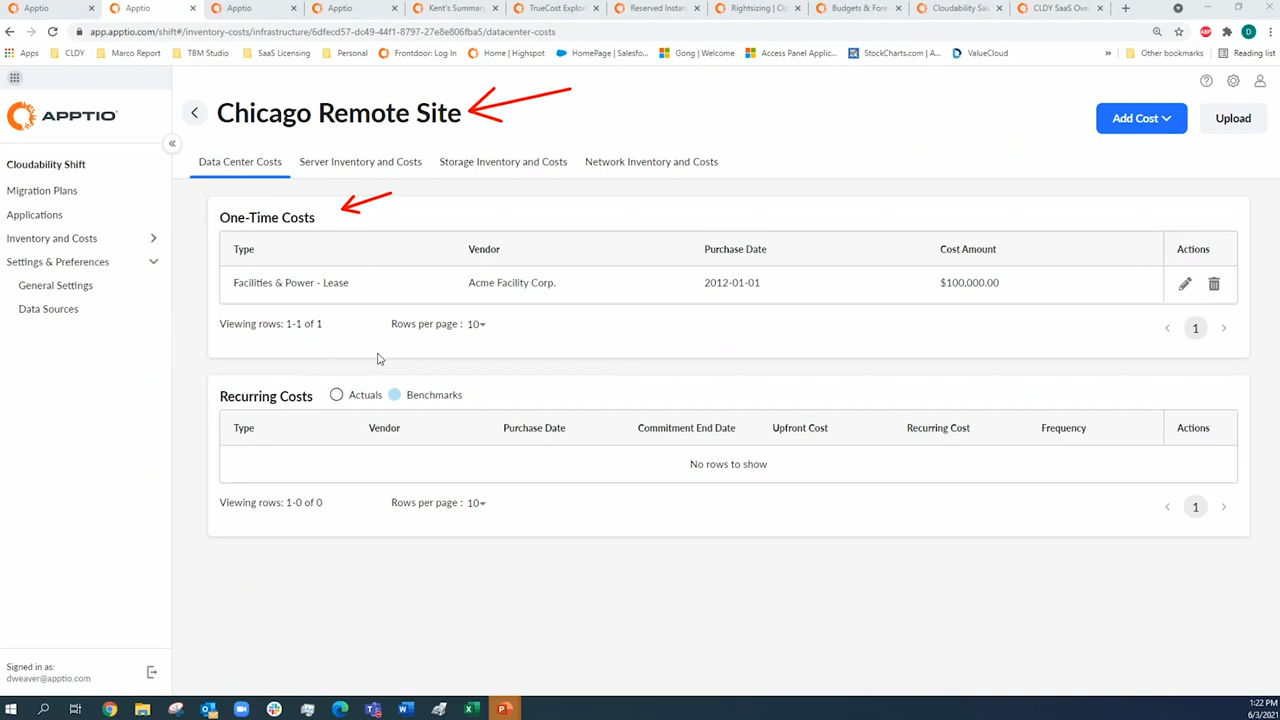 Apptio
Apptio
Apptio
Apptio
Kent's Summary
TrueCost Explor
Reserved Instan
Rightsizing | Clo
Budgets & Fore
Cloudability Saa
CLDY SaaS Over
app.apptio.com/shift#/inventory-costs/infrastructure/6dfecd57-dc49-44f1-8797-27e8e806fba5/datacenter-costs
Apps
CLDY
Marco Report
TBM Studio
SaaS Licensing
Personal
Frontdoor: Log In
Home | Highspot
HomePage | Salesfo...
Gong | Welcome
Access Panel Applic...
StockCharts.com | A...
ValueCloud
»
Other bookmarks
Reading list
APPTIO
Chicago Remote Site
Add Cost
Upload
Cloudability Shift
Migration Plans
Applications
Inventory and Costs
Settings & Preferences
General Settings
Data Sources
Data Center Costs
Server Inventory and Costs
Storage Inventory and Costs
Network Inventory and Costs
One-Time Costs
Type Vendor Purchase Date Cost Amount Actions
Facilities & Power - Lease Acme Facility Corp. 2012-01-01 $100,000.00
Viewing rows: 1-1 of 1 Rows per page : 10 1
Recurring Costs Actuals Benchmarks
Type Vendor Purchase Date Commitment End Date Upfront Cost Recurring Cost Frequency Actions
No rows to show
Viewing rows: 1-0 of 0 Rows per page : 10 1
Signed in as:
dweaver@apptio.com
1:22 PM
6/3/2021